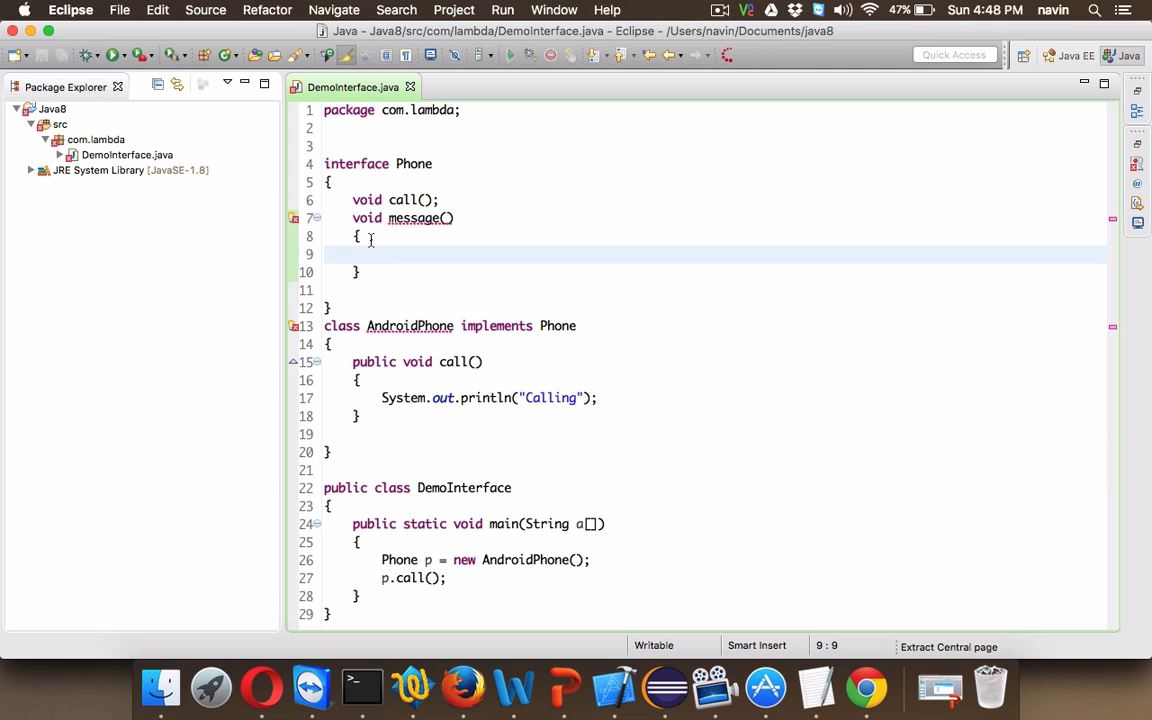 Eclipse File Edit Source Refactor Navigate Search Project Run Window Help 47% Sun 4:48 PM navin
Java - Java8/src/com/lambda/DemoInterface.java - Eclipse - /Users/navin/Documents/java8
Quick Access Java EE Java
Package Explorer
Java8
src
com.lambda
DemoInterface.java
JRE System Library [JavaSE-1.8]
DemoInterface.java
1 package com.lambda;
2
3
4 interface Phone
5 {
6 void call();
7 void message()
8 {
9
10 }
11
12 }
13 class AndroidPhone implements Phone
14 {
15 public void call()
16 {
17 System.out.println("Calling");
18 }
19
20 }
21
22 public class DemoInterface
23 {
24 public static void main(String a[])
25 {
26 Phone p = new AndroidPhone();
27 p.call();
28 }
29 }
Writable Smart Insert 9 : 9 Extract Central page